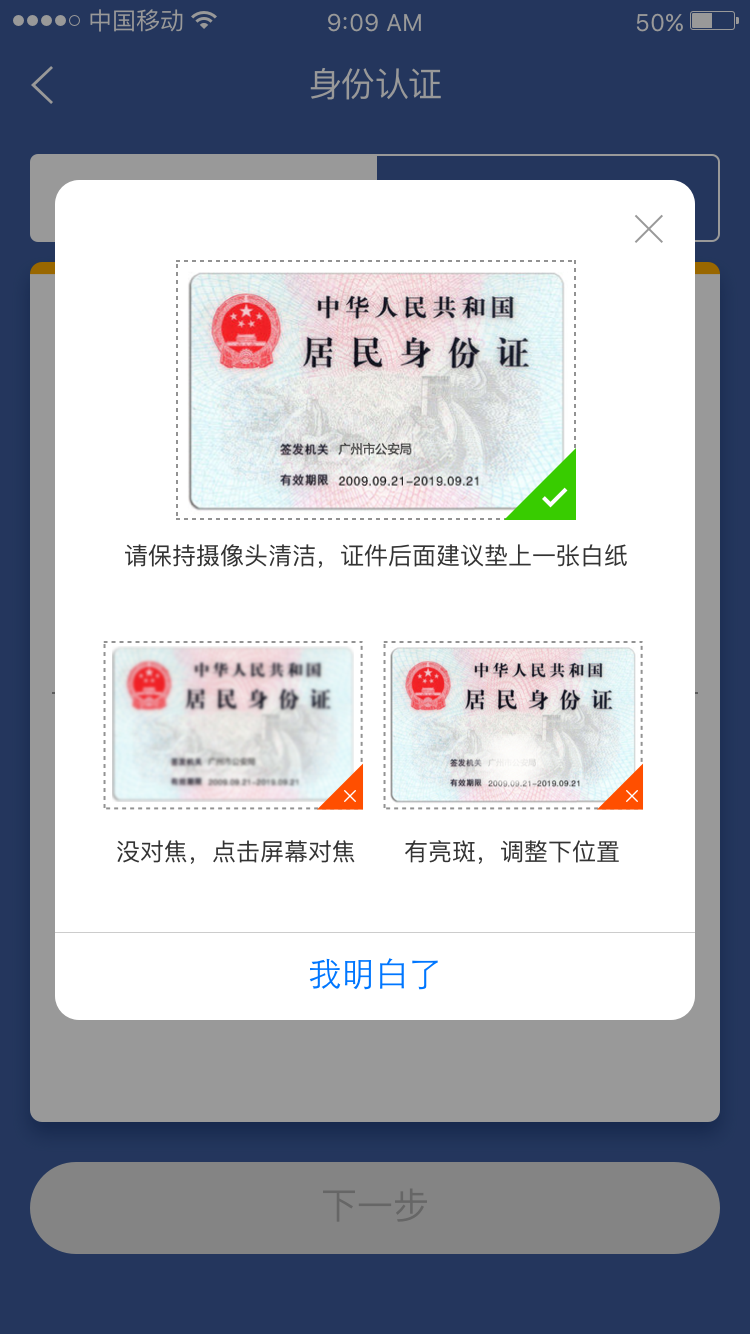 中国移动
9:09 AM
50%
身份认证
中华人民共和国
居民身份证
签发机关 广州市公安局
有效期限 2009.09.21-2019.09.21
请保持摄像头清洁，证件后面建议垫上一张白纸
中华人民共和国
居民身份证
签发机关 广州市公安局
有效期限 2009.09.21-2019.09.21
中华人民共和国
居民身份证
签发机关 广州市公安局
有效期限 2009.09.21-2019.09.21
没对焦，点击屏幕对焦
有亮斑，调整下位置
我明白了
下一步